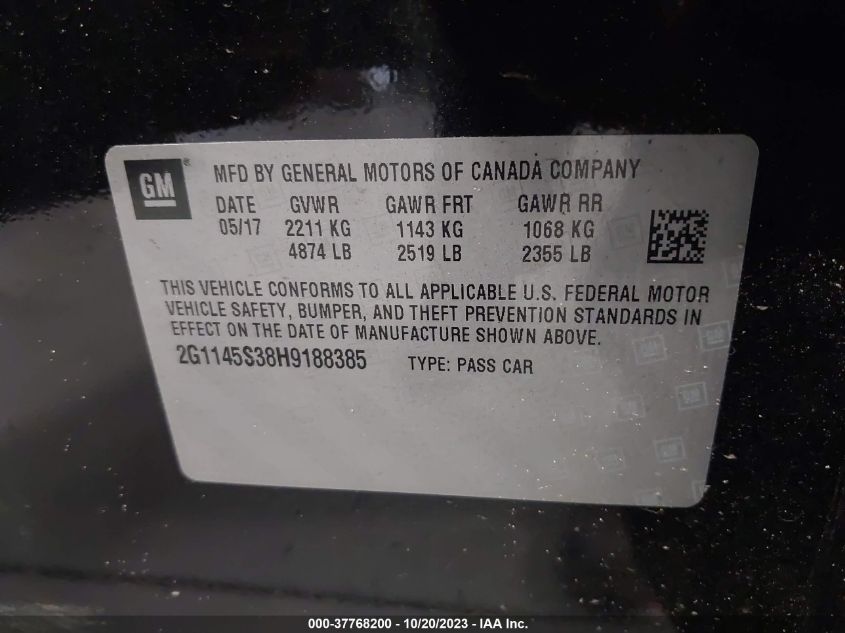 GM ® MFD BY GENERAL MOTORS OF CANADA COMPANY
DATE GVWR GAWR FRT GAWR RR
05/17 2211 KG 1143 KG 1068 KG
4874 LB 2519 LB 2355 LB
THIS VEHICLE CONFORMS TO ALL APPLICABLE U.S. FEDERAL MOTOR
VEHICLE SAFETY, BUMPER, AND THEFT PREVENTION STANDARDS IN
EFFECT ON THE DATE OF MANUFACTURE SHOWN ABOVE.
2G1145S38H9188385 TYPE: PASS CAR
000-37768200 - 10/20/2023 - IAA Inc.